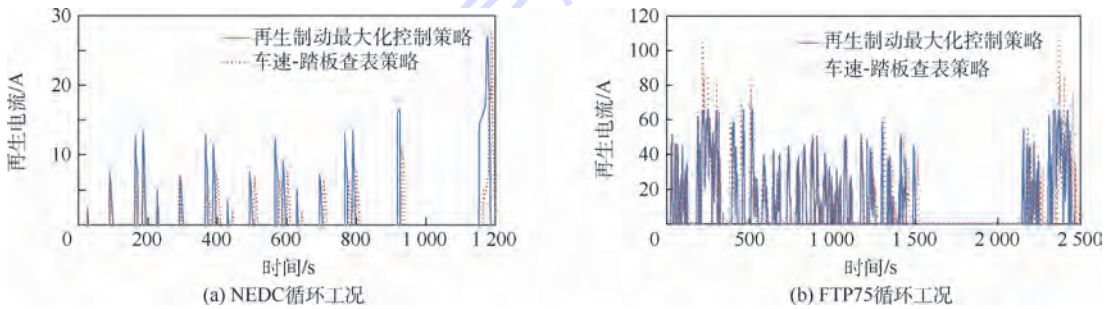 30
20
10
再生电流/A
再生制动最大化控制策略
车速-踏板查表策略
0 200 400 600 800 1 000 1 200
时间/s
(a) NEDC循环工况
120
100
80
60
40
20
再生电流/A
再生制动最大化控制策略
车速-踏板查表策略
0 500 1 000 1 500 2 000 2 500
时间/s
(b) FTP75循环工况